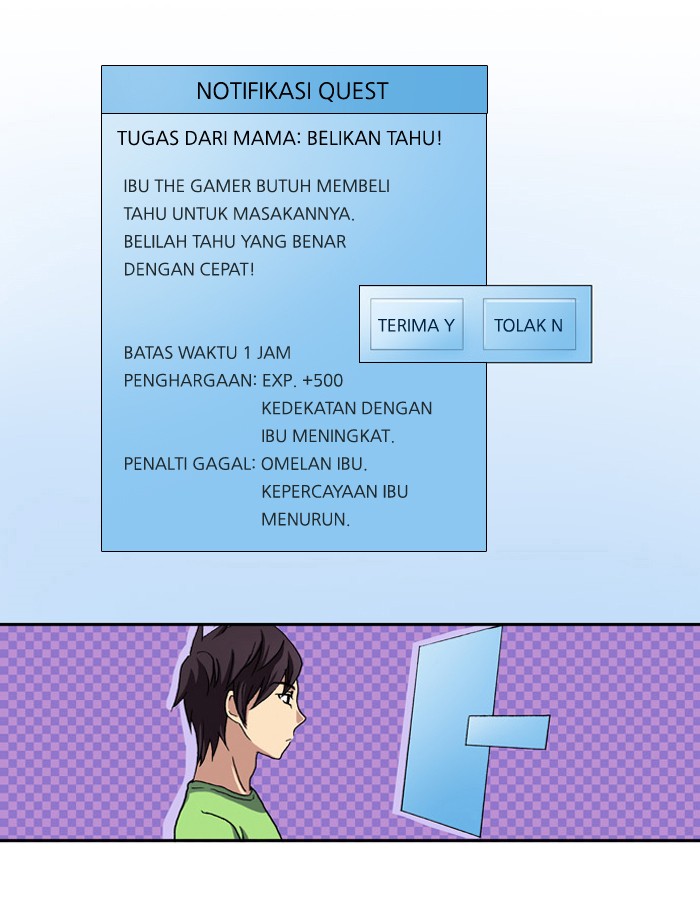 NOTIFIKASI QUEST
TUGAS DARI MAMA: BELIKAN TAHU!
IBU THE GAMER BUTUH MEMBELI
TAHU UNTUK MASAKANNYA.
BELILAH TAHU YANG BENAR
DENGAN CEPAT!
TERIMA Y
TOLAK N
BATAS WAKTU 1 JAM
PENGHARGAAN: EXP. +500
KEDEKATAN DENGAN
IBU MENINGKAT.
PENALTI GAGAL: OMELAN IBU.
KEPERCAYAAN IBU
MENURUN.